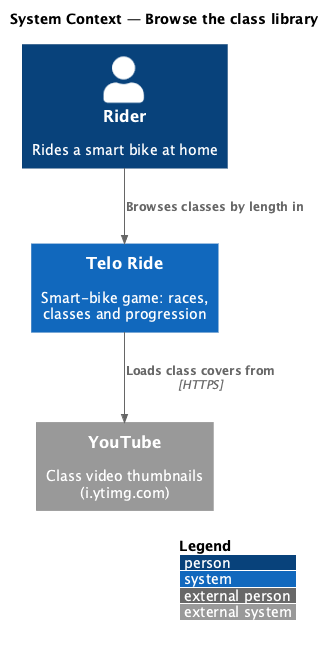 System Context — Browse the class library
Rider
Rides a smart bike at home
Browses classes by length in
Telo Ride
Smart-bike game: races,
classes and progression
Loads class covers from
[HTTPS]
YouTube
Class video thumbnails
(i.ytimg.com)
Legend
person
system
external person
external system